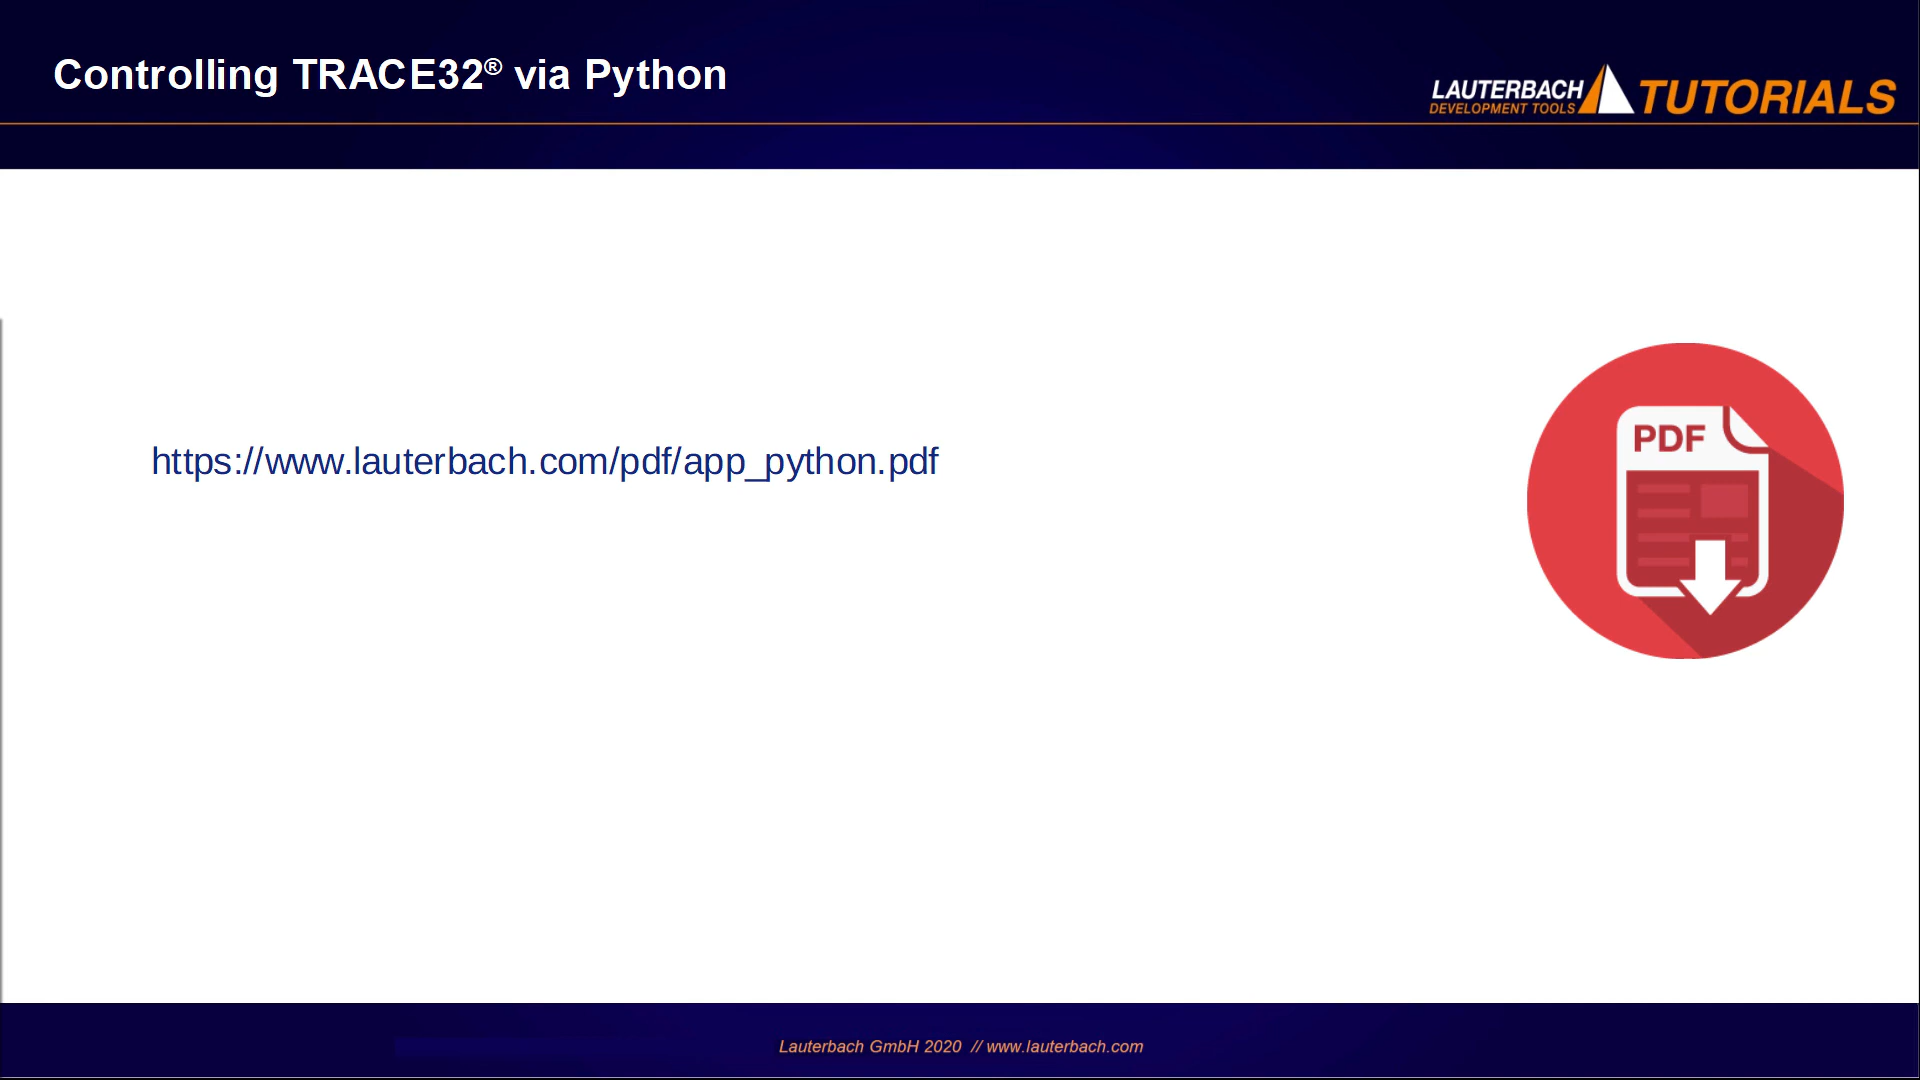 Controlling TRACE32® via Python
LAUTERBACH
DEVELOPMENT TOOLS
TUTORIALS
https://www.lauterbach.com/pdf/app_python.pdf
PDF
Lauterbach GmbH 2020 // www.lauterbach.com